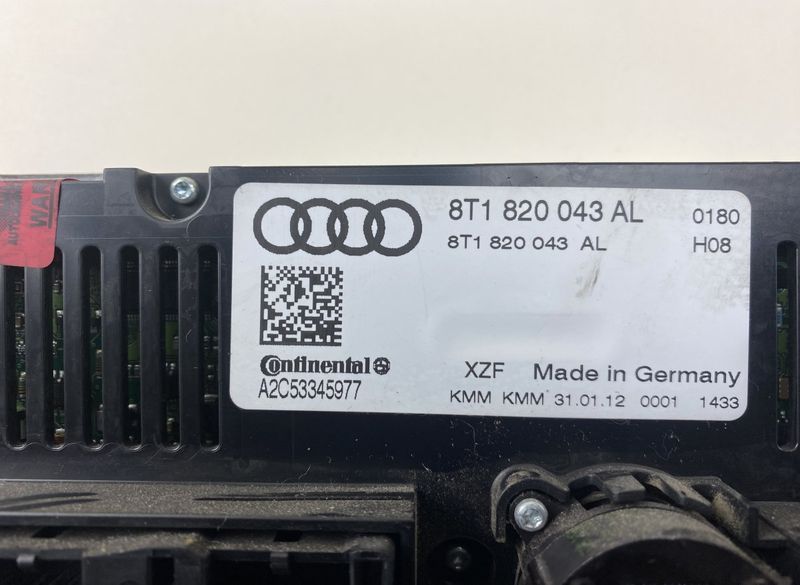 8T1 820 043 AL 0180
8T1 820 043 AL H08
Continental
A2C53345977
XZF Made in Germany
KMM KMM 31.01.12 0001 1433
WAR